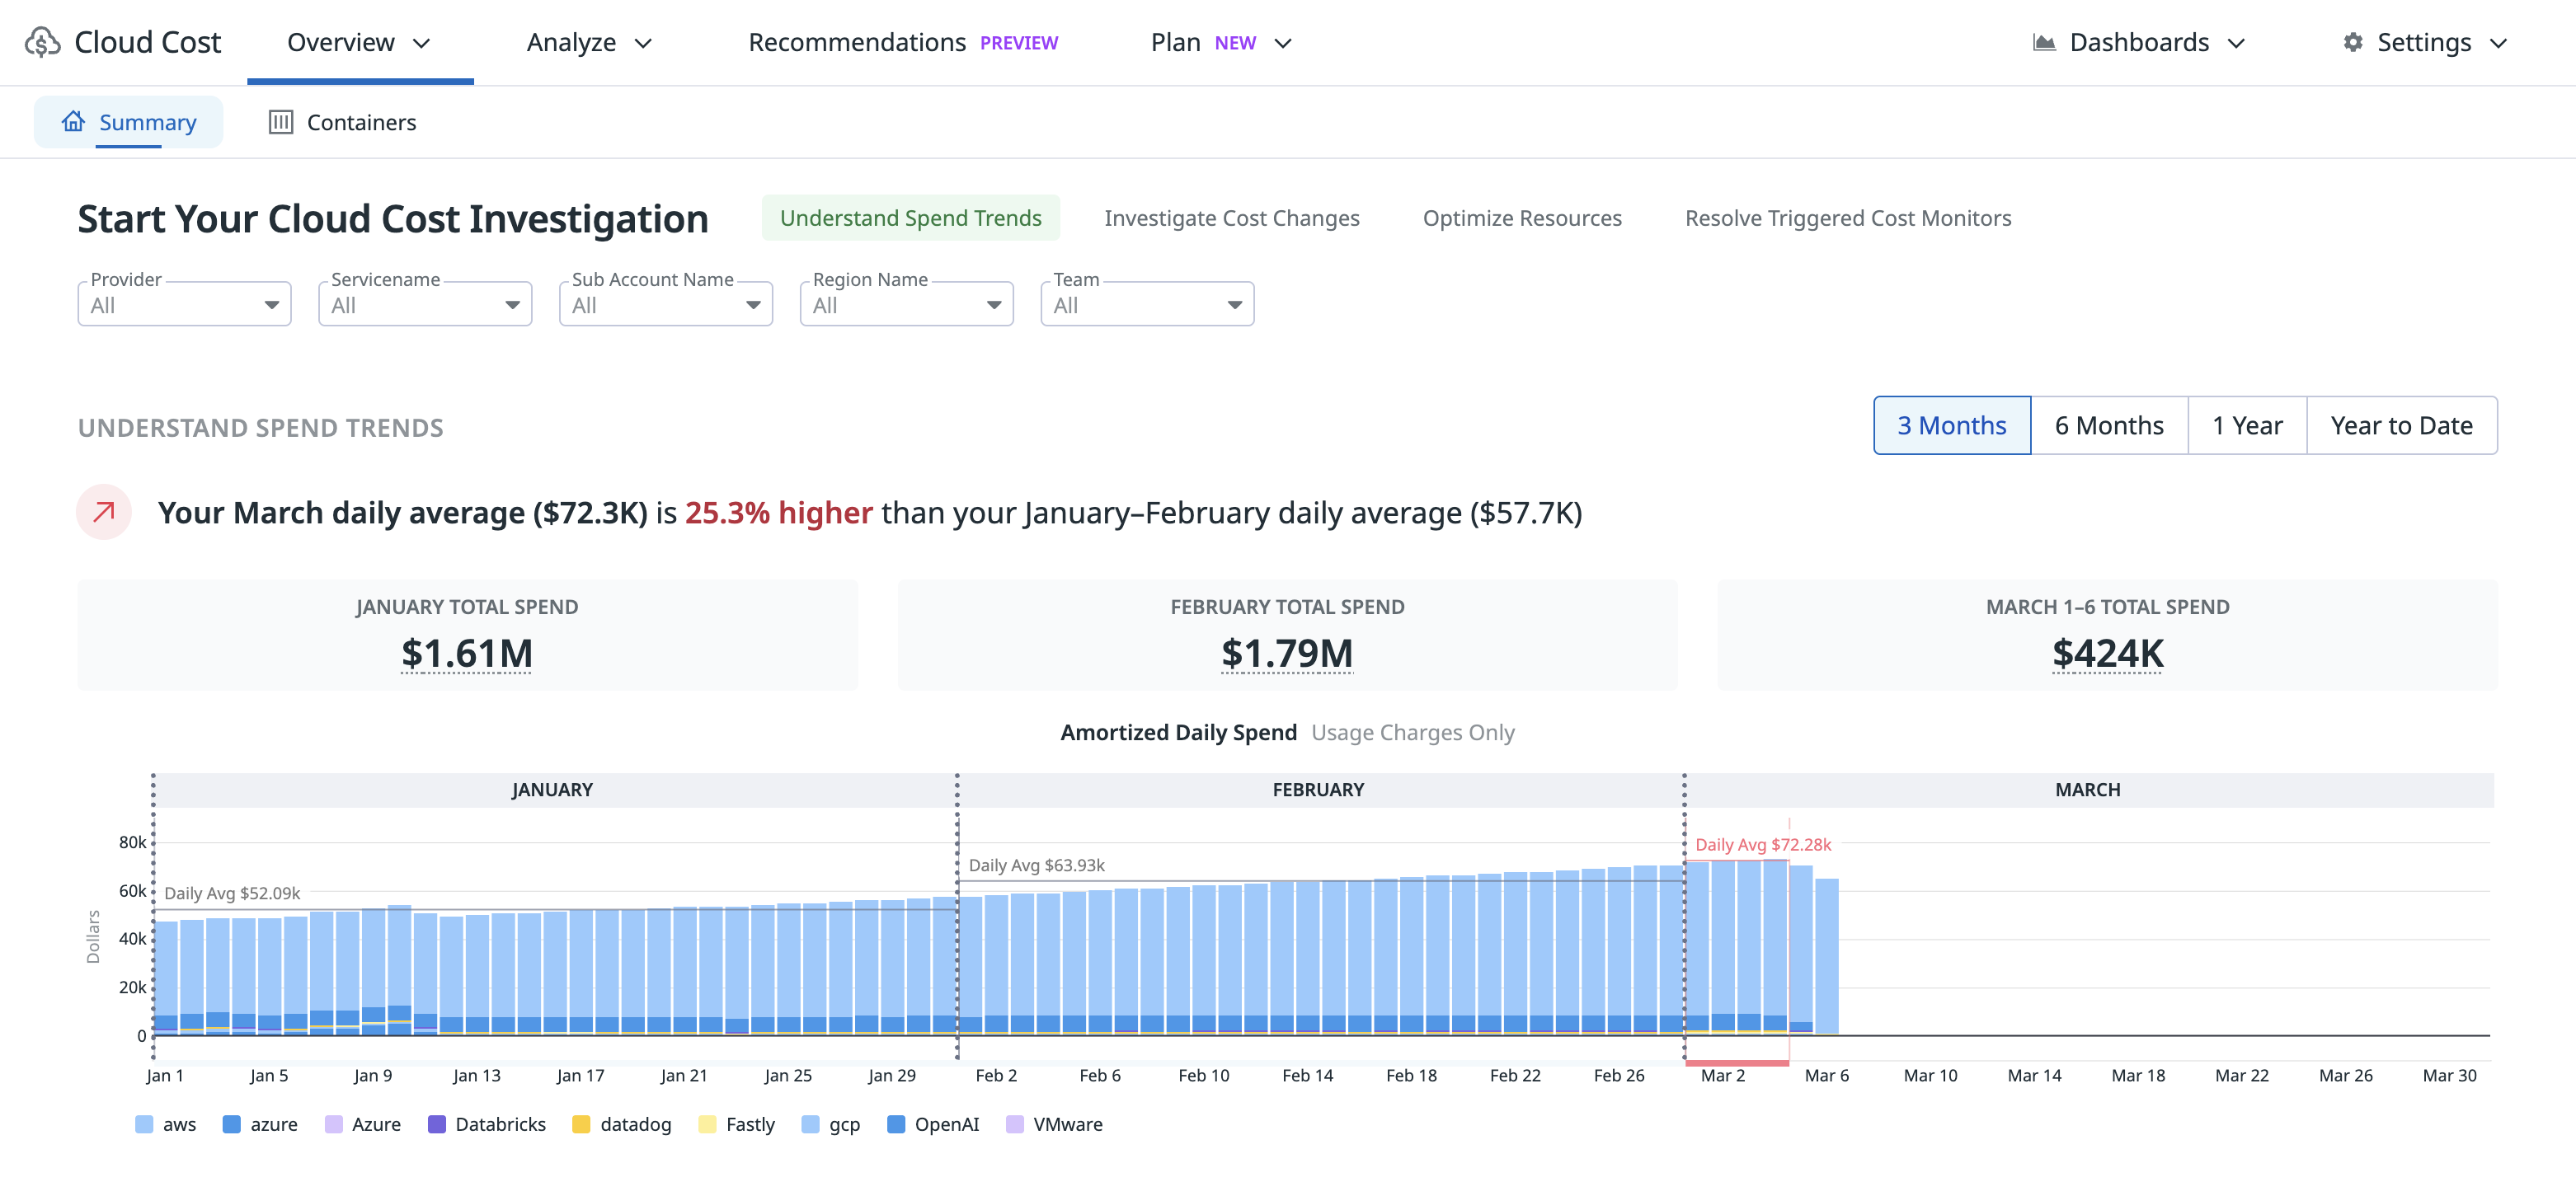 Cloud Cost Overview Analyze Recommendations PREVIEW Plan NEW Dashboards Settings
Summary Containers
Start Your Cloud Cost Investigation Understand Spend Trends Investigate Cost Changes Optimize Resources Resolve Triggered Cost Monitors
Provider Servicename Sub Account Name Region Name Team
All All All All All
UNDERSTAND SPEND TRENDS 3 Months 6 Months 1 Year Year to Date
Your March daily average ($72.3K) is 25.3% higher than your January–February daily average ($57.7K)
JANUARY TOTAL SPEND FEBRUARY TOTAL SPEND MARCH 1–6 TOTAL SPEND
$1.61M $1.79M $424K
Amortized Daily Spend Usage Charges Only
JANUARY FEBRUARY MARCH
80k
Daily Avg $72.28k
Daily Avg $63.93k
60k
Daily Avg $52.09k
Dollars
40k
20k
0
Jan 1 Jan 5 Jan 9 Jan 13 Jan 17 Jan 21 Jan 25 Jan 29 Feb 2 Feb 6 Feb 10 Feb 14 Feb 18 Feb 22 Feb 26 Mar 2 Mar 6 Mar 10 Mar 14 Mar 18 Mar 22 Mar 26 Mar 30
aws azure Azure Databricks datadog Fastly gcp OpenAI VMware